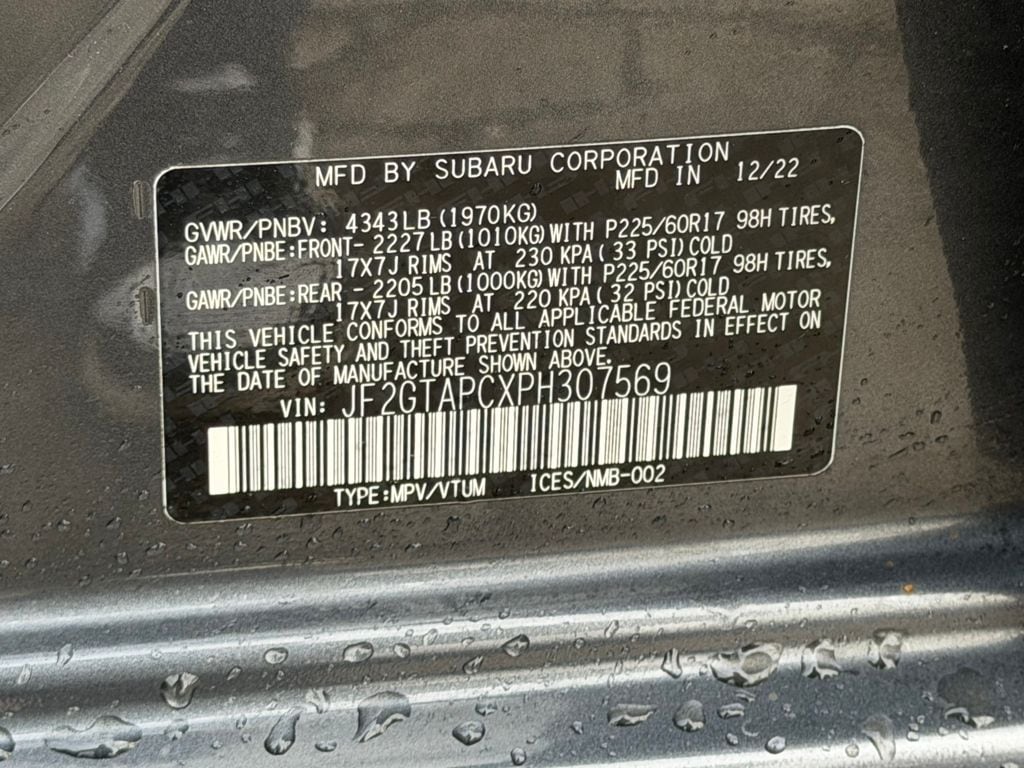 MFD BY SUBARU CORPORATION
MFD IN 12/22
GVWR/PNBV: 4343LB (1970KG)
GAWR/PNBE:FRONT- 2227LB (1010KG) WITH P225/60R17 98H TIRES,
17X7J RIMS AT 230 KPA ( 33 PSI) COLD
GAWR/PNBE:REAR - 2205LB (1000KG) WITH P225/60R17 98H TIRES,
17X7J RIMS AT 220 KPA ( 32 PSI) COLD
THIS VEHICLE CONFORMS TO ALL APPLICABLE FEDERAL MOTOR
VEHICLE SAFETY AND THEFT PREVENTION STANDARDS IN EFFECT ON
THE DATE OF MANUFACTURE SHOWN ABOVE.
VIN: JF2GTAPCXPH307569
TYPE:MPV/VTUM ICES/NMB-002